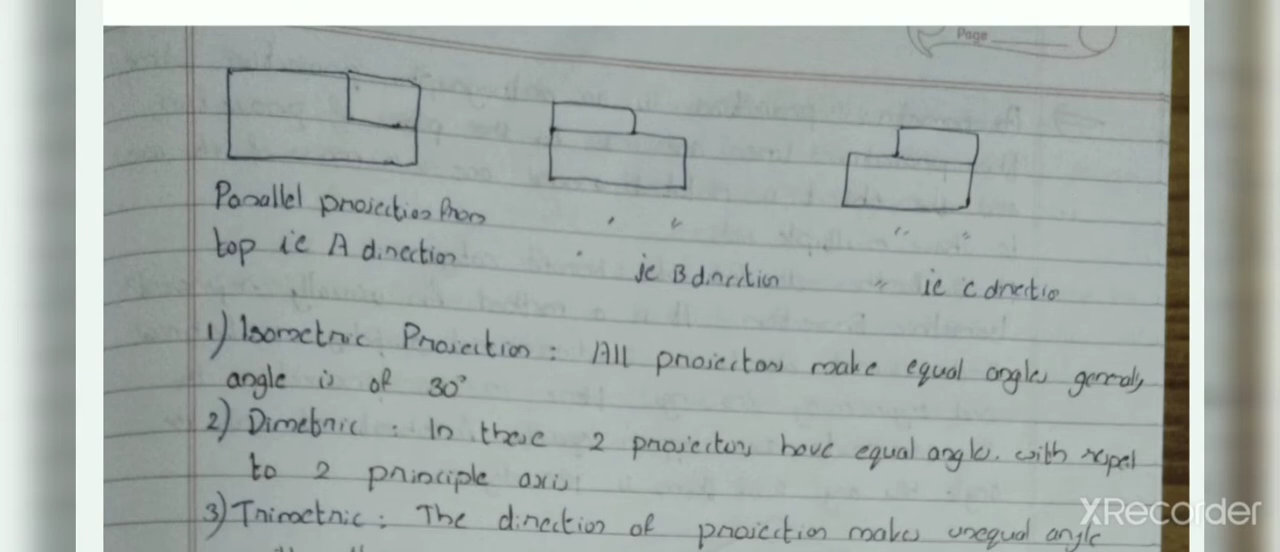 Page
Parallel projection from
top ie A direction
" "
" ie B direction
" "
" ie C directio
1) Isometric Projection : All projectors make equal angles generally
angle is of 30°
2) Dimetric : In these 2 projectors have equal angle. with respet
to 2 principle axis
3) Trimetric : The direction of projection makes unequal angle
XRecorder